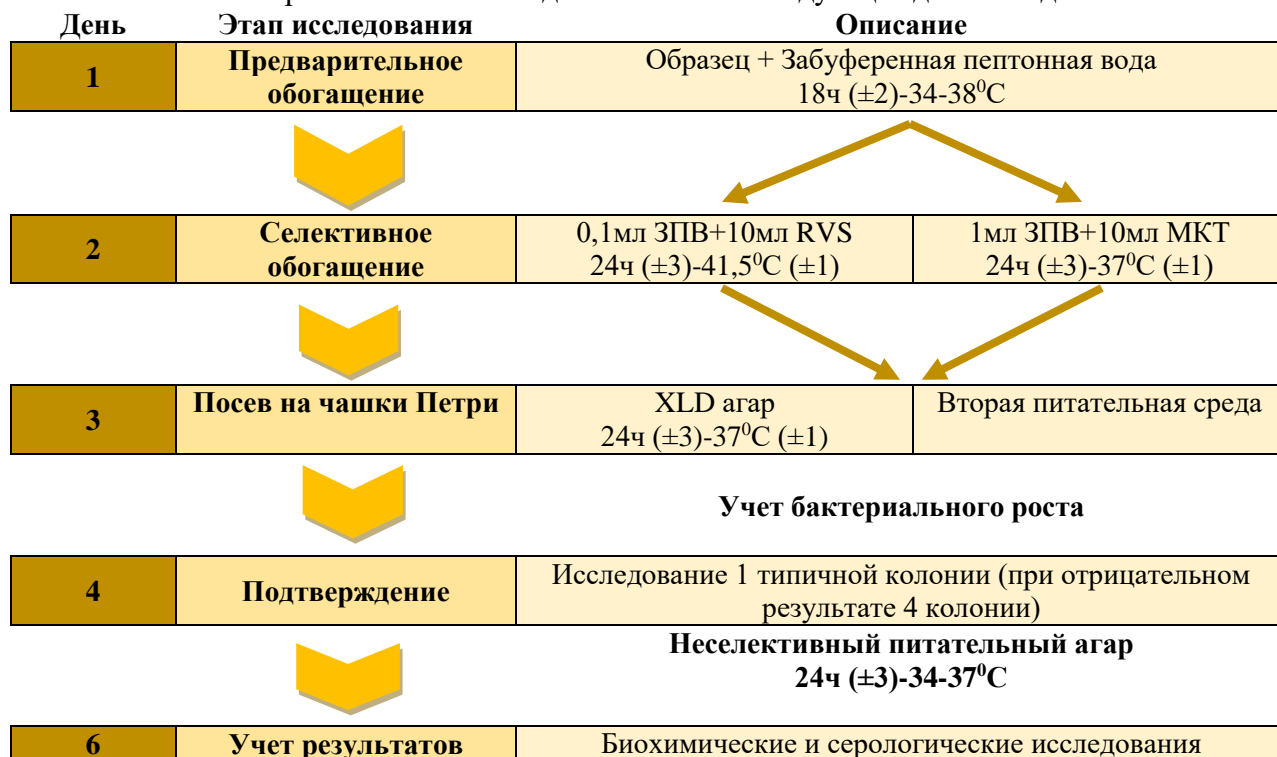 День Этап исследования Описание
1 Предварительное обогащение Образец + Забуференная пептонная вода
18ч (±2)-34-38⁰С
2 Селективное обогащение 0,1мл ЗПВ+10мл RVS 1мл ЗПВ+10мл МКТ
24ч (±3)-41,5⁰С (±1) 24ч (±3)-37⁰С (±1)
3 Посев на чашки Петри XLD агар Вторая питательная среда
24ч (±3)-37⁰С (±1)
Учет бактериального роста
4 Подтверждение Исследование 1 типичной колонии (при отрицательном
результате 4 колонии)
Неселективный питательный агар
24ч (±3)-34-37⁰С
6 Учет результатов Биохимические и серологические исследования